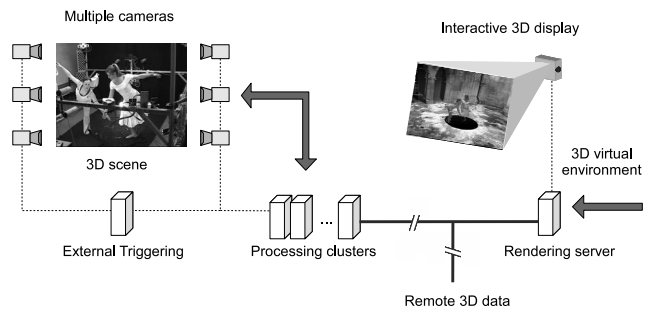 Multiple cameras
Interactive 3D display
3D scene
3D virtual
environment
External Triggering
Processing clusters
...
Rendering server
Remote 3D data